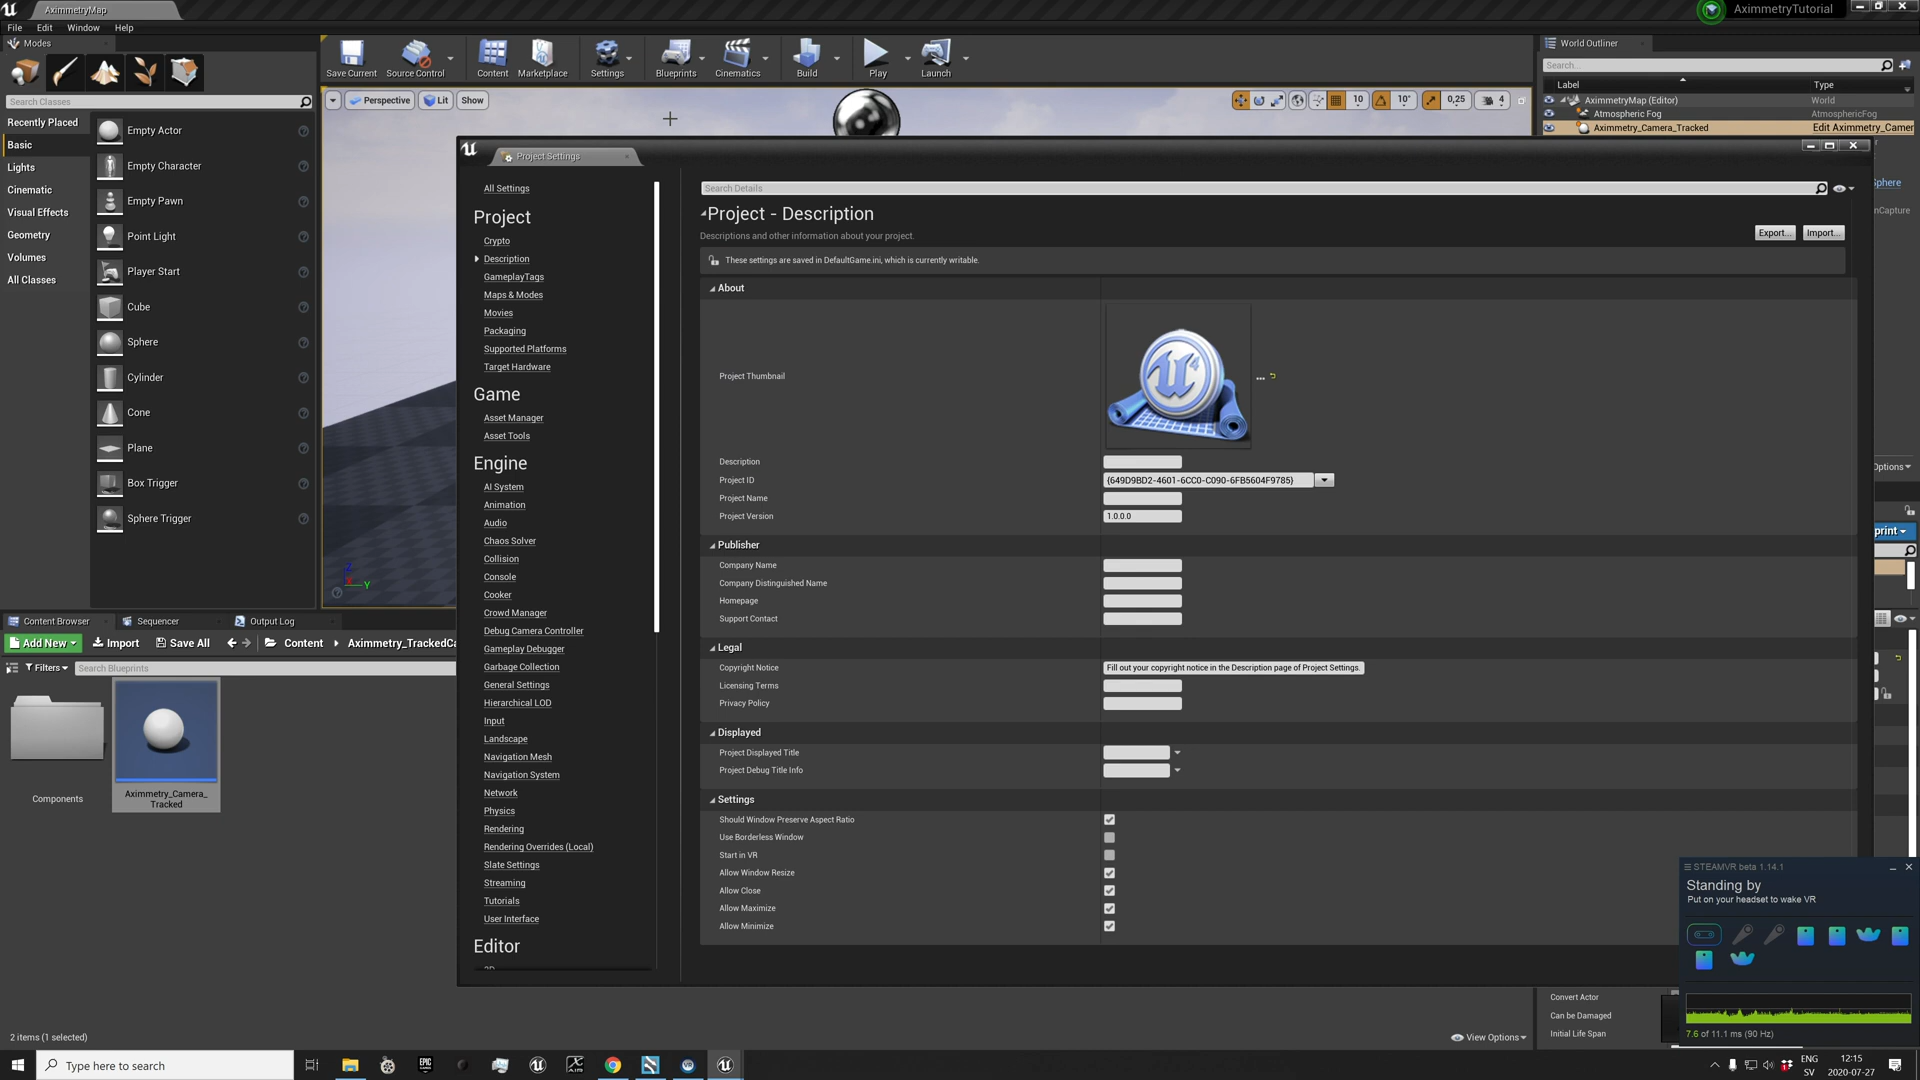 AximmetryMap
AximmetryTutorial
File Edit Window Help
Modes
World Outliner
Save Current
Source Control
Content
Marketplace
Settings
Blueprints
Cinematics
Build
Play
Launch
Search...
Label
Type
Search Classes
Perspective
Lit
Show
10
10°
0,25
4
AximmetryMap (Editor)
World
Atmospheric Fog
AtmosphericFog
Aximmetry_Camera_Tracked
Edit Aximmetry_Camer
Recently Placed
Basic
Lights
Cinematic
Visual Effects
Geometry
Volumes
All Classes
Empty Actor
Empty Character
Empty Pawn
Point Light
Player Start
Cube
Sphere
Cylinder
Cone
Plane
Box Trigger
Sphere Trigger
Project Settings
All Settings
Project
Crypto
Description
GameplayTags
Maps & Modes
Movies
Packaging
Supported Platforms
Target Hardware
Game
Asset Manager
Asset Tools
Engine
AI System
Animation
Audio
Chaos Solver
Collision
Console
Cooker
Crowd Manager
Debug Camera Controller
Gameplay Debugger
Garbage Collection
General Settings
Hierarchical LOD
Input
Landscape
Navigation Mesh
Navigation System
Network
Physics
Rendering
Rendering Overrides (Local)
Slate Settings
Streaming
Tutorials
User Interface
Editor
Search Details
Project - Description
Descriptions and other information about your project.
Export...
Import...
These settings are saved in DefaultGame.ini, which is currently writable.
About
Project Thumbnail
Description
Project ID
{649D9BD2-4601-6CC0-C090-6FB5604F9785}
Project Name
Project Version
1.0.0.0
Publisher
Company Name
Company Distinguished Name
Homepage
Support Contact
Legal
Copyright Notice
Fill out your copyright notice in the Description page of Project Settings.
Licensing Terms
Privacy Policy
Displayed
Project Displayed Title
Project Debug Title Info
Settings
Should Window Preserve Aspect Ratio
Use Borderless Window
Start in VR
Allow Window Resize
Allow Close
Allow Maximize
Allow Minimize
phere
nCapture
Options
print
Z
Y
Content Browser
Sequencer
Output Log
Add New
Import
Save All
Content
Aximmetry_TrackedCa
Filters
Search Blueprints
Components
Aximmetry_Camera_
Tracked
2 items (1 selected)
View Options
STEAMVR beta 1.14.1
Standing by
Put on your headset to wake VR
7.6 of 11.1 ms (90 Hz)
Convert Actor
Can be Damaged
Initial Life Span
Type here to search
EPIC
GAMES
ENG
SV
12:15
2020-07-27